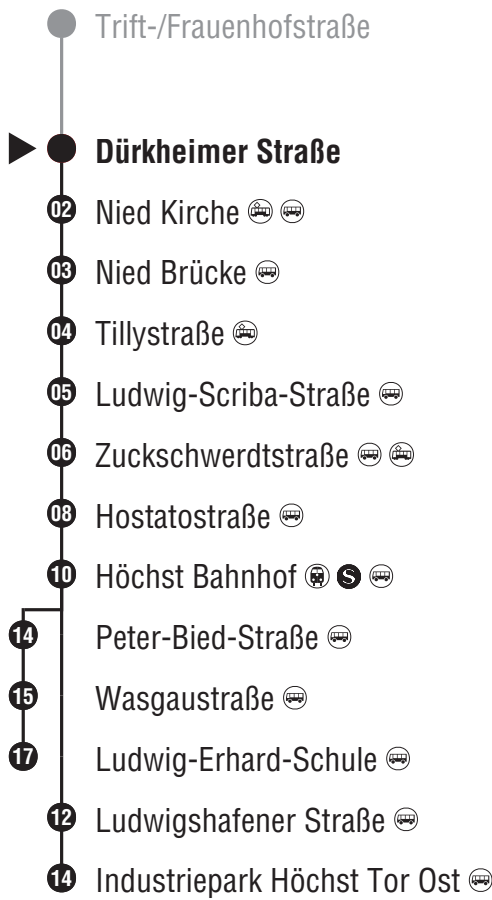 Trift-/Frauenhofstraße
Dürkheimer Straße
02 Nied Kirche
03 Nied Brücke
04 Tillystraße
05 Ludwig-Scriba-Straße
06 Zuckschwerdtstraße
08 Hostatostraße
10 Höchst Bahnhof S
14 Peter-Bied-Straße
15 Wasgaustraße
17 Ludwig-Erhard-Schule
12 Ludwigshafener Straße
14 Industriepark Höchst Tor Ost